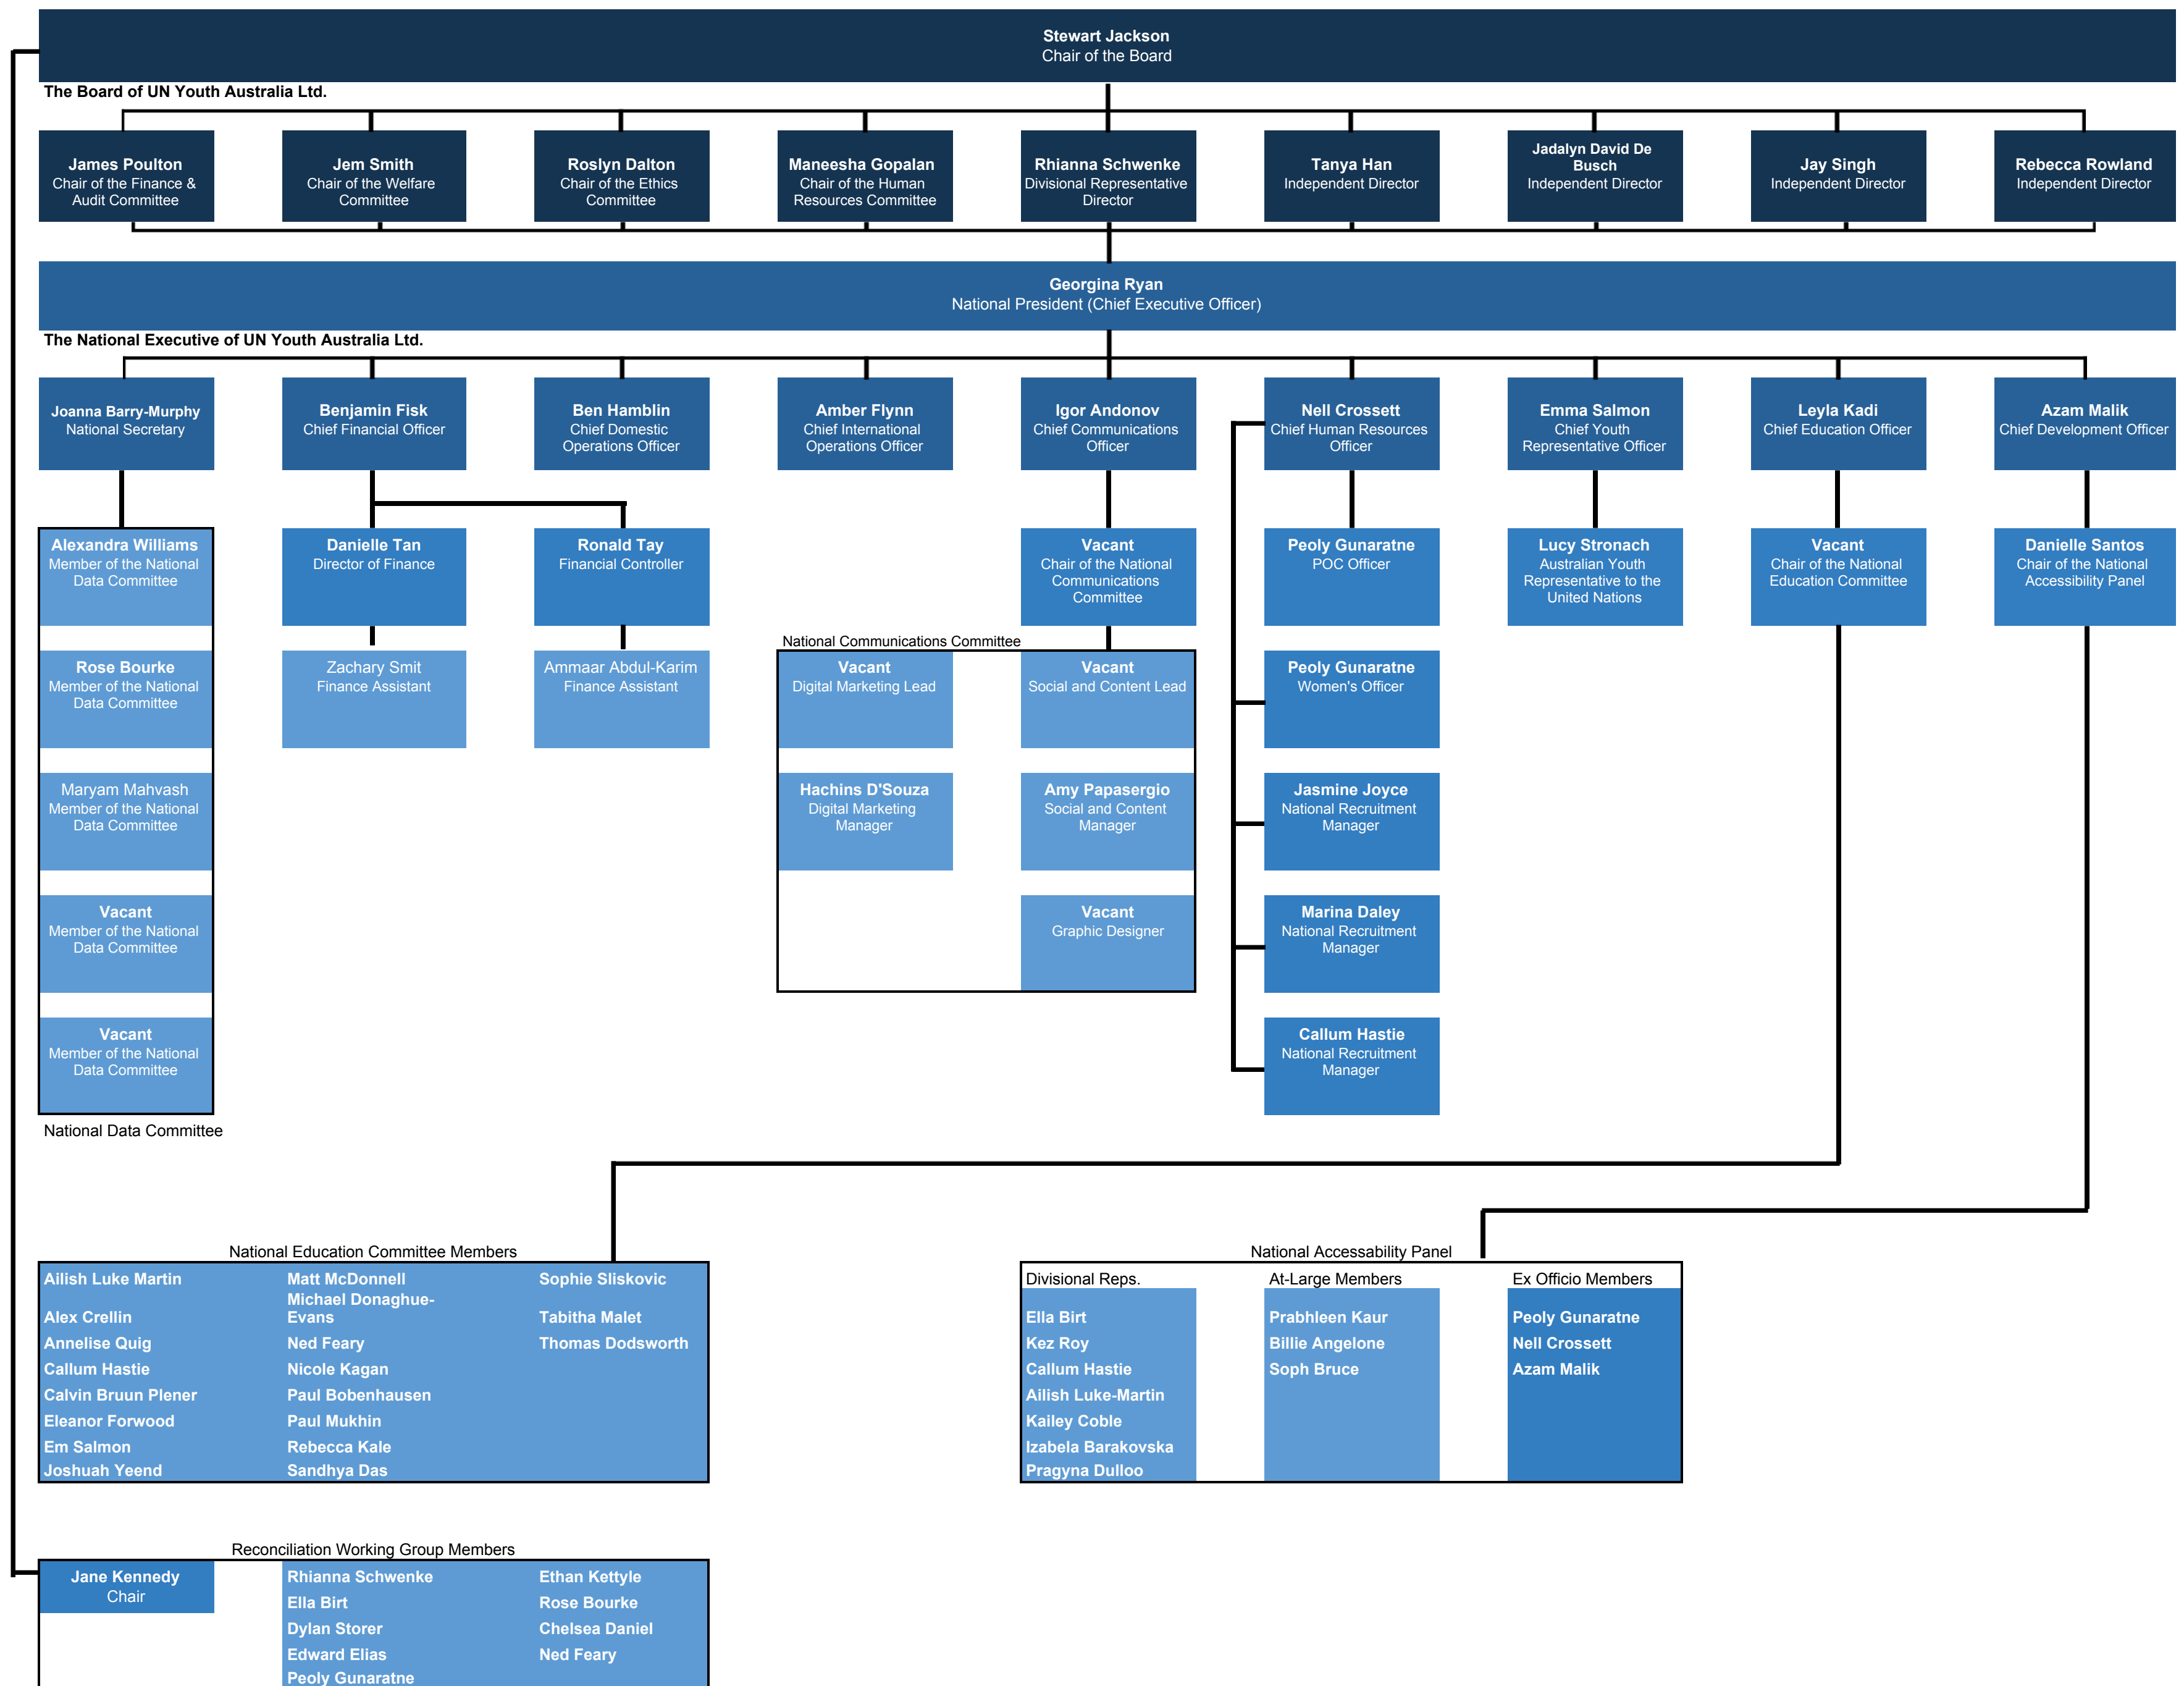 Stewart Jackson
Chair of the Board
The Board of UN Youth Australia Ltd.
James Poulton
Chair of the Finance &
Audit Committee
Jem Smith
Chair of the Welfare
Committee
Roslyn Dalton
Chair of the Ethics
Committee
Maneesha Gopalan
Chair of the Human
Resources Committee
Rhianna Schwenke
Divisional Representative
Director
Tanya Han
Independent Director
Jadalyn David De
Busch
Independent Director
Jay Singh
Independent Director
Rebecca Rowland
Independent Director
Georgina Ryan
National President (Chief Executive Officer)
The National Executive of UN Youth Australia Ltd.
Joanna Barry-Murphy
National Secretary
Benjamin Fisk
Chief Financial Officer
Ben Hamblin
Chief Domestic
Operations Officer
Amber Flynn
Chief International
Operations Officer
Igor Andonov
Chief Communications
Officer
Nell Crossett
Chief Human Resources
Officer
Emma Salmon
Chief Youth
Representative Officer
Leyla Kadi
Chief Education Officer
Azam Malik
Chief Development Officer
Alexandra Williams
Member of the National
Data Committee
Danielle Tan
Director of Finance
Ronald Tay
Financial Controller
Vacant
Chair of the National
Communications
Committee
Peoly Gunaratne
POC Officer
Lucy Stronach
Australian Youth
Representative to the
United Nations
Vacant
Chair of the National
Education Committee
Danielle Santos
Chair of the National
Accessibility Panel
National Communications Committee
Rose Bourke
Member of the National
Data Committee
Zachary Smit
Finance Assistant
Ammaar Abdul-Karim
Finance Assistant
Vacant
Digital Marketing Lead
Vacant
Social and Content Lead
Peoly Gunaratne
Women's Officer
Maryam Mahvash
Member of the National
Data Committee
Hachins D'Souza
Digital Marketing
Manager
Amy Papasergio
Social and Content
Manager
Jasmine Joyce
National Recruitment
Manager
Vacant
Member of the National
Data Committee
Vacant
Graphic Designer
Marina Daley
National Recruitment
Manager
Vacant
Member of the National
Data Committee
Callum Hastie
National Recruitment
Manager
National Data Committee
National Education Committee Members
Ailish Luke Martin
Alex Crellin
Annelise Quig
Callum Hastie
Calvin Bruun Plener
Eleanor Forwood
Em Salmon
Joshuah Yeend
Matt McDonnell
Michael Donaghue-
Evans
Ned Feary
Nicole Kagan
Paul Bobenhausen
Paul Mukhin
Rebecca Kale
Sandhya Das
Sophie Sliskovic
Tabitha Malet
Thomas Dodsworth
National Accessability Panel
Divisional Reps.
Ella Birt
Kez Roy
Callum Hastie
Ailish Luke-Martin
Kailey Coble
Izabela Barakovska
Pragyna Dulloo
At-Large Members
Prabhleen Kaur
Billie Angelone
Soph Bruce
Ex Officio Members
Peoly Gunaratne
Nell Crossett
Azam Malik
Reconciliation Working Group Members
Jane Kennedy
Chair
Rhianna Schwenke
Ella Birt
Dylan Storer
Edward Elias
Peoly Gunaratne
Ethan Kettyle
Rose Bourke
Chelsea Daniel
Ned Feary